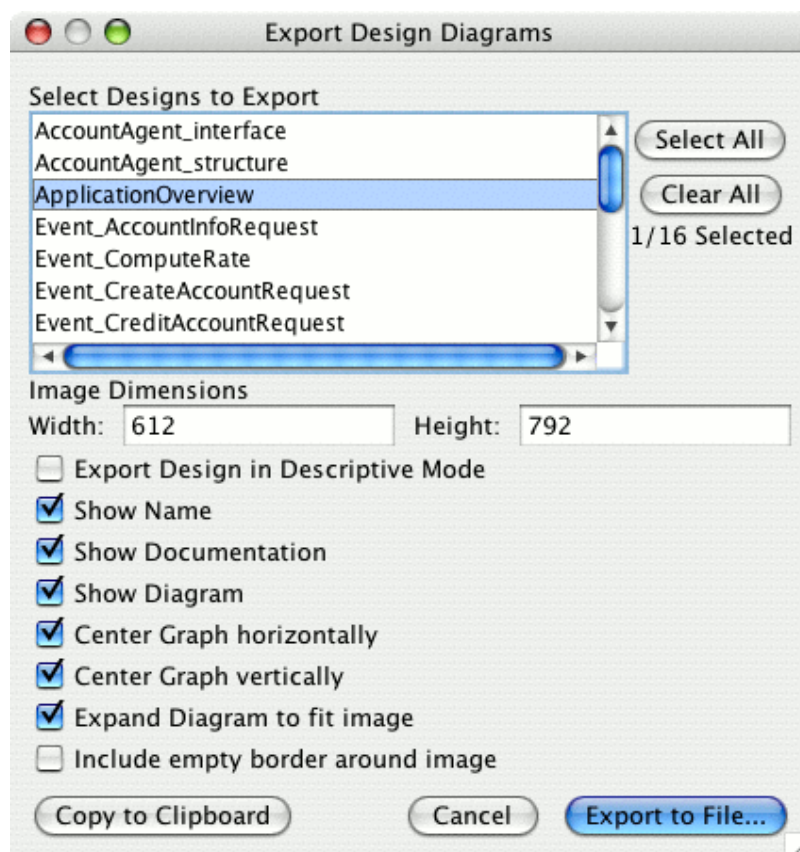 Export Design Diagrams
Select Designs to Export
AccountAgent_interface
AccountAgent_structure
ApplicationOverview
Event_AccountInfoRequest
Event_ComputeRate
Event_CreateAccountRequest
Event_CreditAccountRequest
Select All
Clear All
1/16 Selected
Image Dimensions
Width: 612 Height: 792
Export Design in Descriptive Mode
Show Name
Show Documentation
Show Diagram
Center Graph horizontally
Center Graph vertically
Expand Diagram to fit image
Include empty border around image
Copy to Clipboard Cancel Export to File...